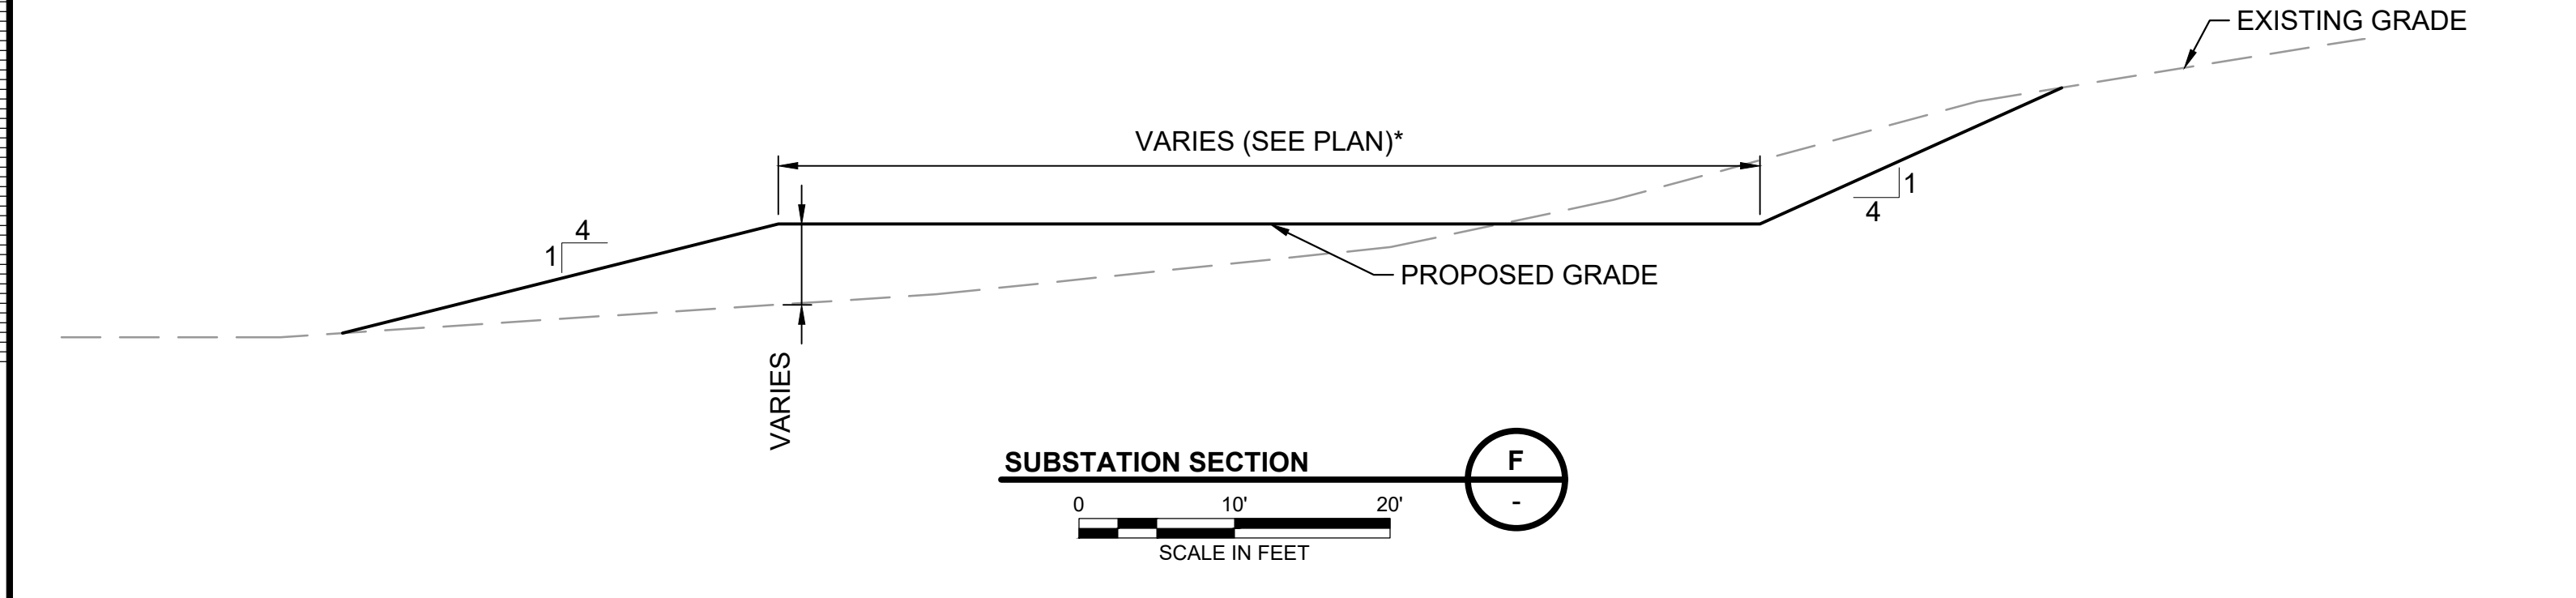 EXISTING GRADE
VARIES (SEE PLAN)*
1
4
4
1
PROPOSED GRADE
VARIES
SUBSTATION SECTION
F
-
0 10' 20'
SCALE IN FEET